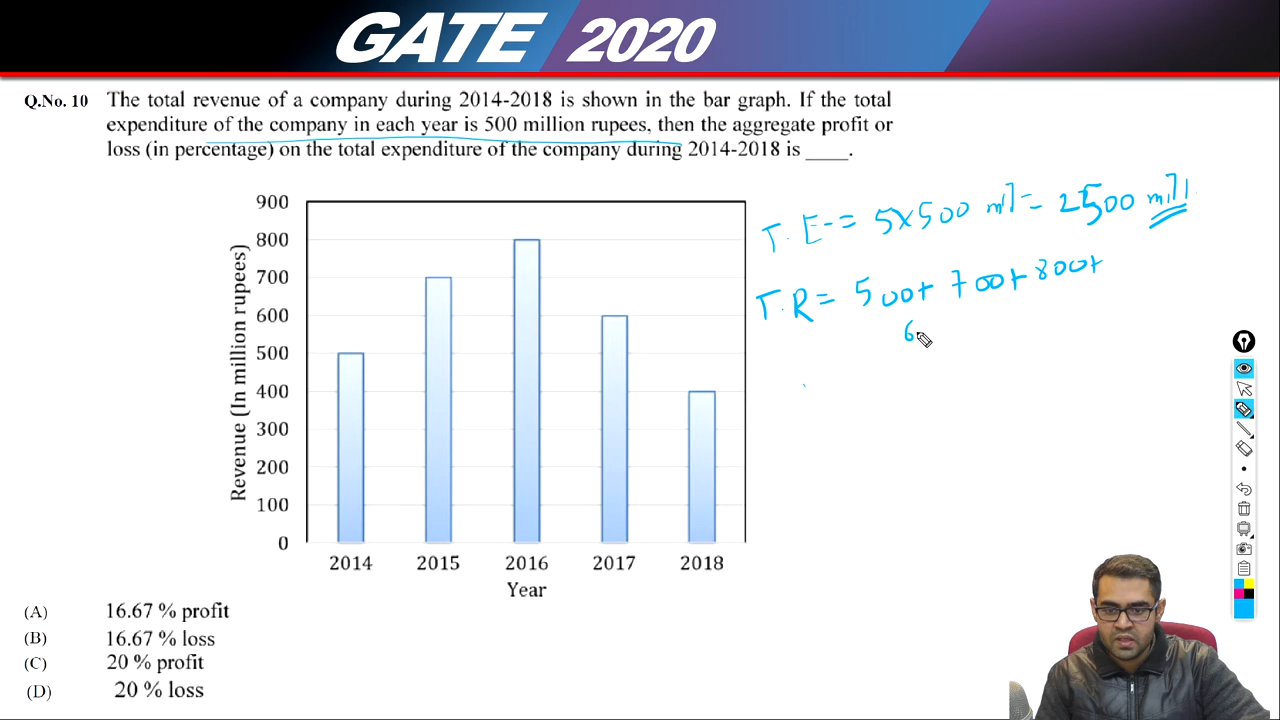 GATE 2020
Q.No. 10 The total revenue of a company during 2014-2018 is shown in the bar graph. If the total
expenditure of the company in each year is 500 million rupees, then the aggregate profit or
loss (in percentage) on the total expenditure of the company during 2014-2018 is ____.
T.E = 5x500 mil = 2500 mill
T.R = 500+ 700+ 800+
6
Revenue (In million rupees)
900
800
700
600
500
400
300
200
100
0
2014 2015 2016 2017 2018
Year
(A) 16.67 % profit
(B) 16.67 % loss
(C) 20 % profit
(D) 20 % loss